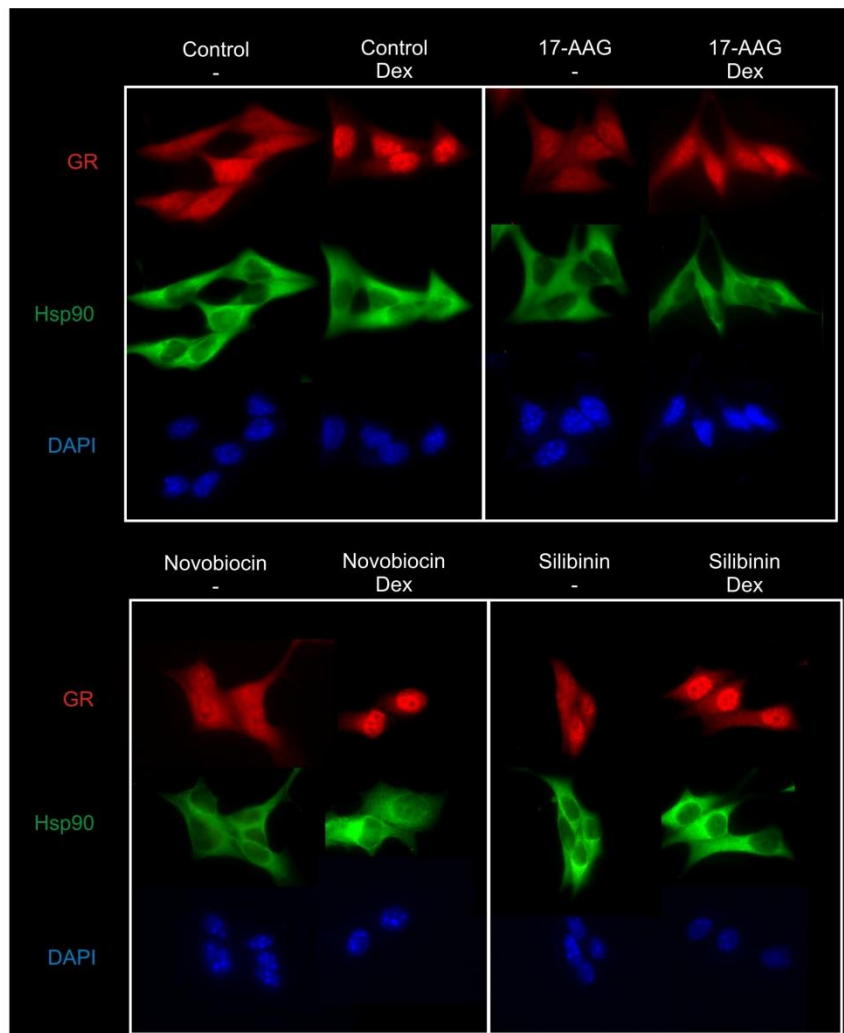 Control Control 17-AAG 17-AAG
- Dex - Dex
GR
Hsp90
DAPI
Novobiocin Novobiocin Silibinin Silibinin
- Dex - Dex
GR
Hsp90
DAPI